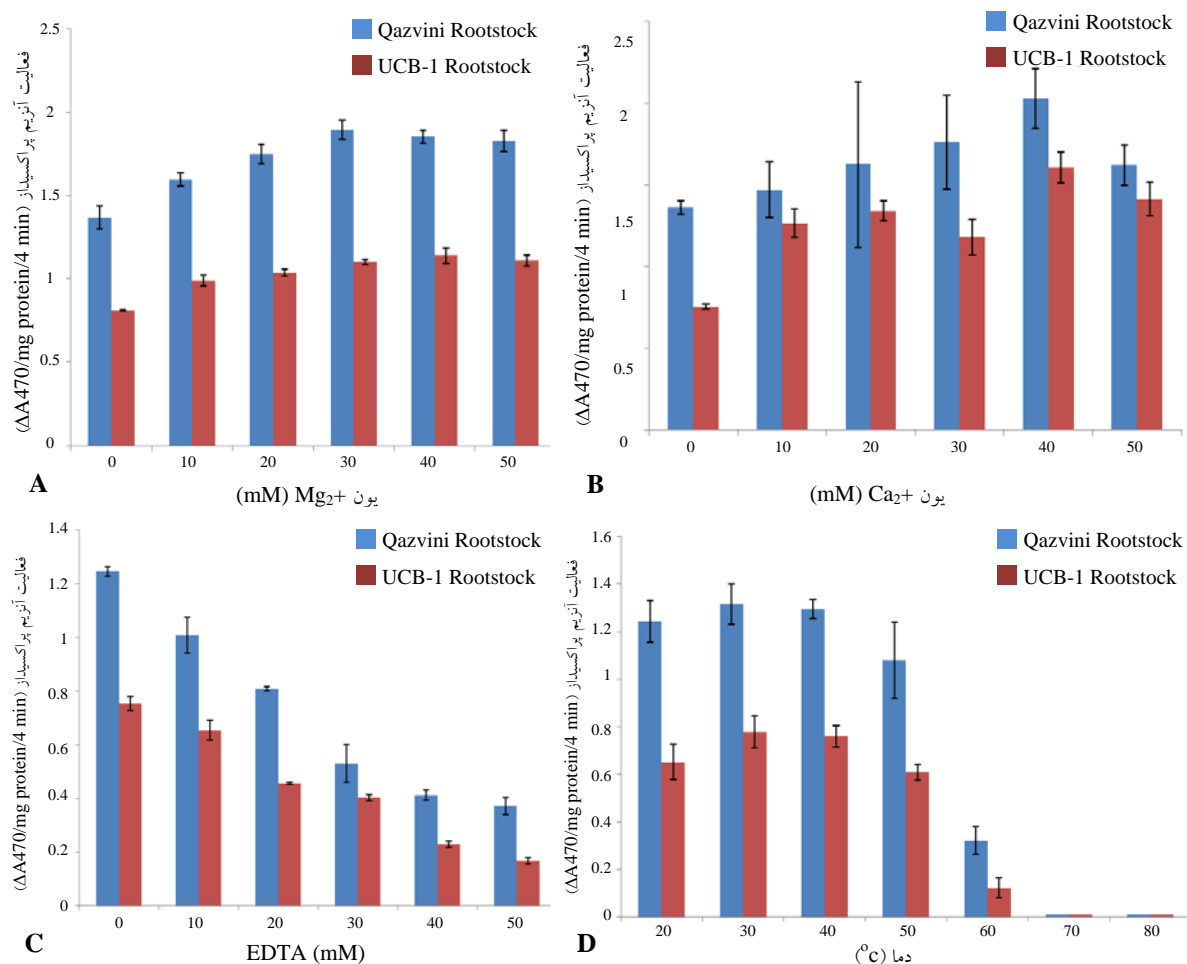 فعالیت آنزیم پراکسیداز (ΔA470/mg protein/4 min)
Qazvini Rootstock
UCB-1 Rootstock
2.5
2
1.5
1
0.5
0
0 10 20 30 40 50
A
یون Mg2+ (mM)
فعالیت آنزیم پراکسیداز (ΔA470/mg protein/4 min)
Qazvini Rootstock
UCB-1 Rootstock
2.5
2
1.5
1
0.5
0
0 10 20 30 40 50
B
یون Ca2+ (mM)
فعالیت آنزیم پراکسیداز (ΔA470/mg protein/4 min)
Qazvini Rootstock
UCB-1 Rootstock
1.4
1.2
1
0.8
0.6
0.4
0.2
0
0 10 20 30 40 50
C
EDTA (mM)
فعالیت آنزیم پراکسیداز (ΔA470/mg protein/4 min)
Qazvini Rootstock
UCB-1 Rootstock
1.6
1.4
1.2
1
0.8
0.6
0.4
0.2
0
20 30 40 50 60 70 80
D
دما (°c)